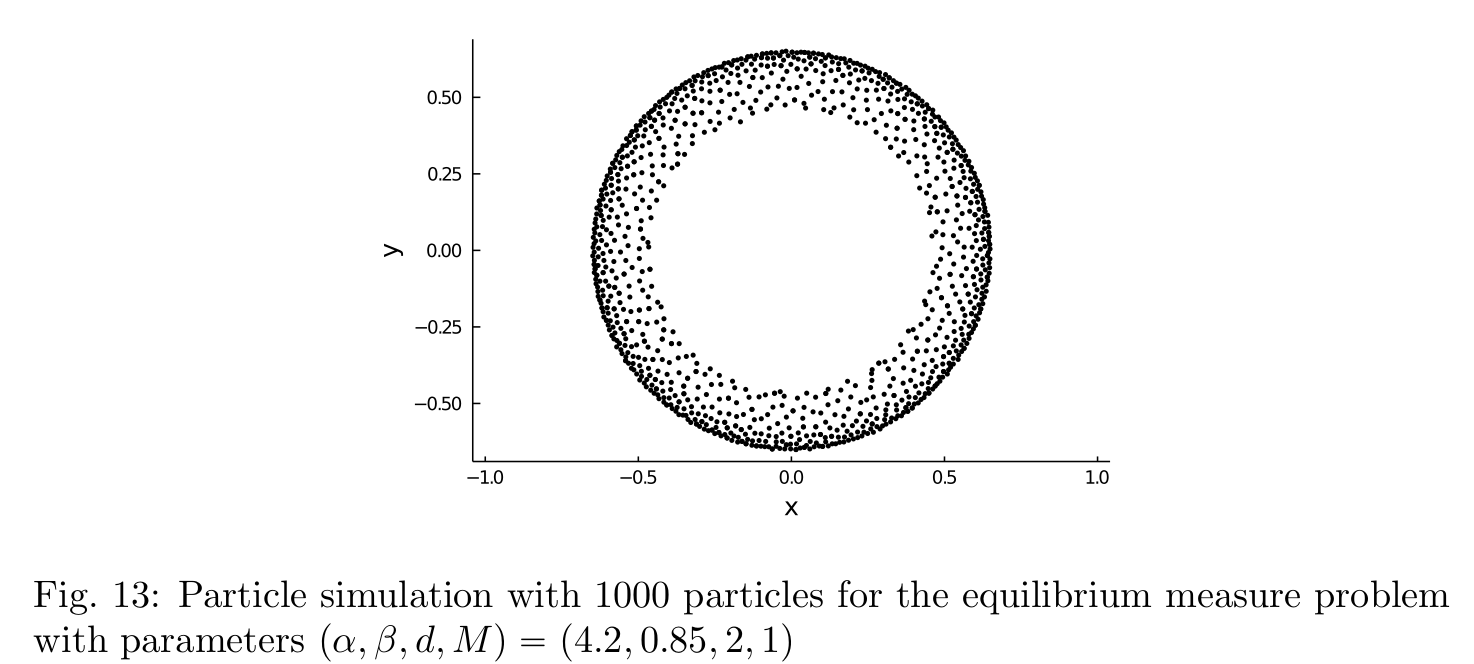 0.50
0.25
y
0.00
−0.25
−0.50
−1.0 −0.5 0.0 0.5 1.0
x
Fig. 13: Particle simulation with 1000 particles for the equilibrium measure problem
with parameters (α, β, d, M) = (4.2, 0.85, 2, 1)